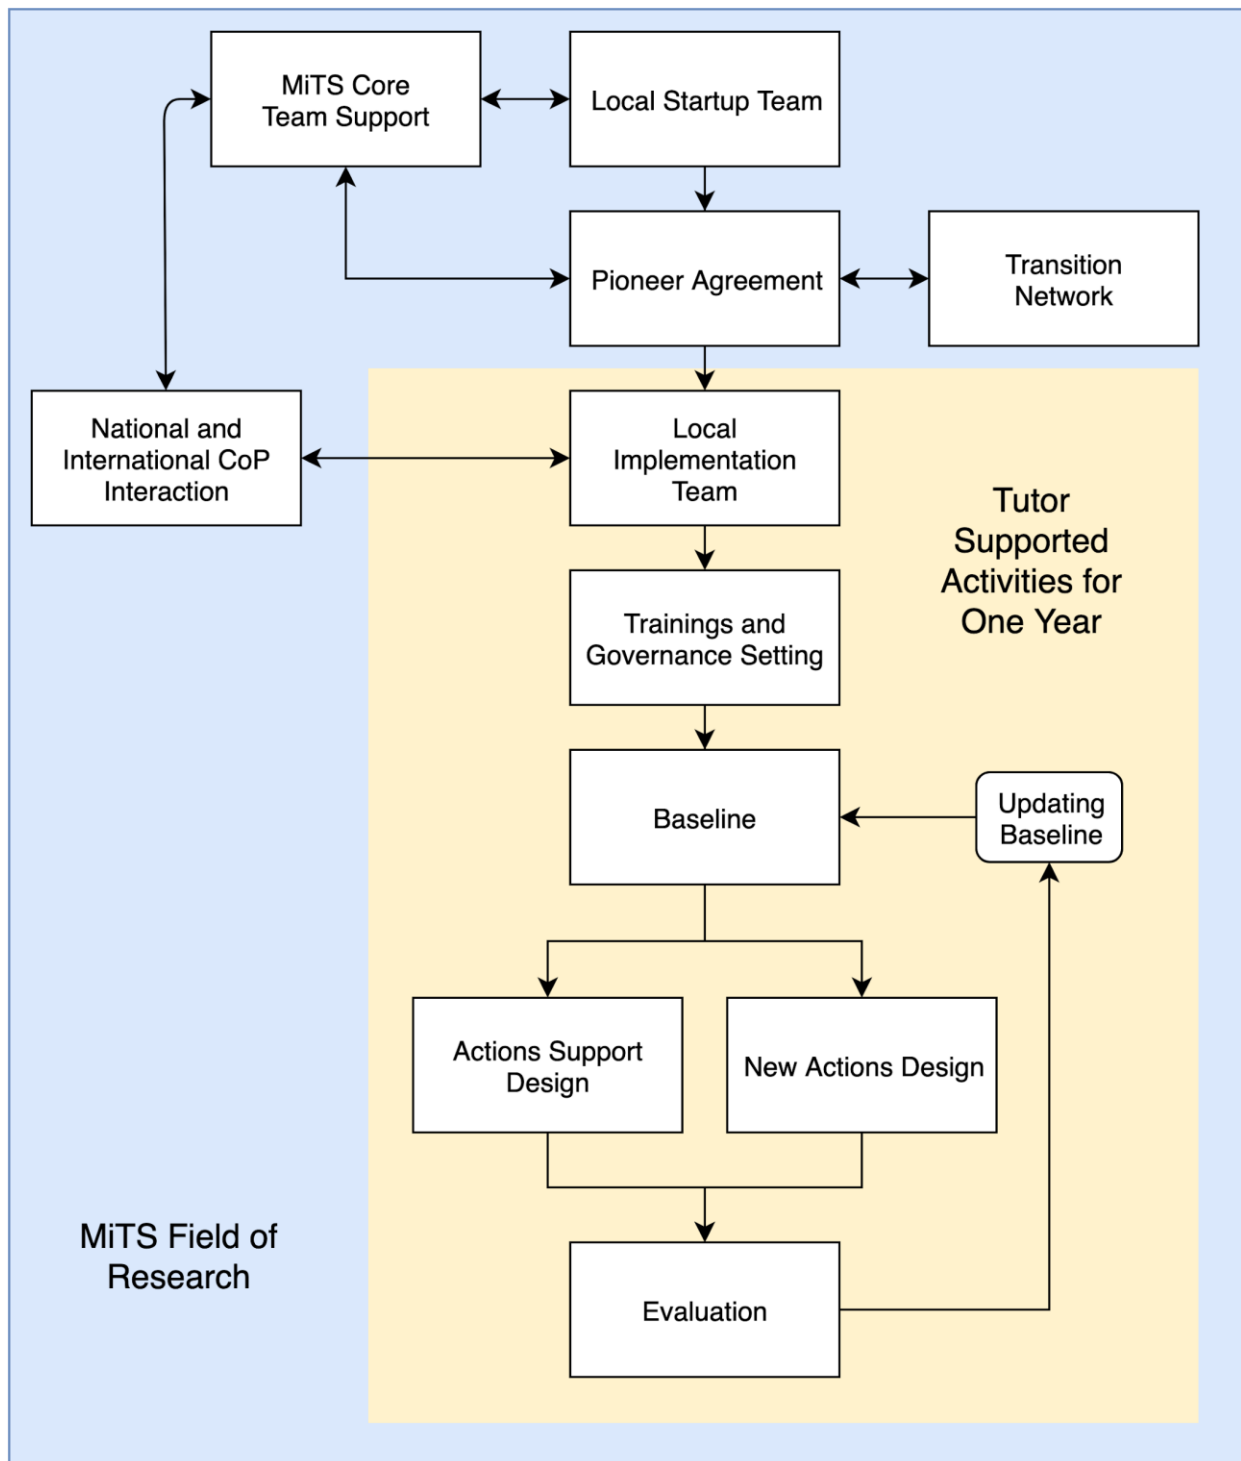 MiTS Core
Team Support
Local Startup Team
Pioneer Agreement
Transition
Network
National and
International CoP
Interaction
Local
Implementation
Team
Tutor
Supported
Activities for
One Year
Trainings and
Governance Setting
Baseline
Updating
Baseline
Actions Support
Design
New Actions Design
MiTS Field of
Research
Evaluation